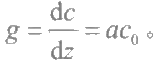 g = dc/dz = ac₀ 。